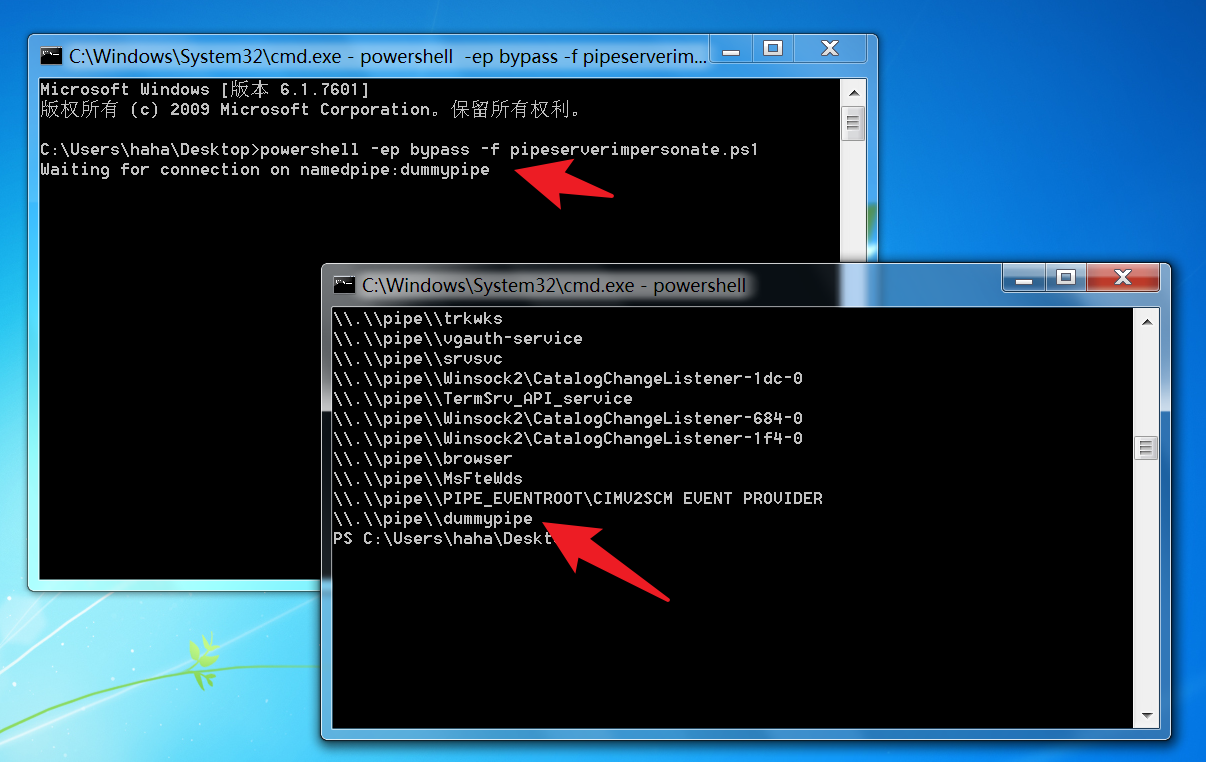 C:\Windows\System32\cmd.exe - powershell  -ep bypass -f pipeserverim...
Microsoft Windows [版本 6.1.7601]
版权所有 (c) 2009 Microsoft Corporation。保留所有权利。
C:\Users\haha\Desktop>powershell -ep bypass -f pipeserverimpersonate.ps1
Waiting for connection on namedpipe:dummypipe
C:\Windows\System32\cmd.exe - powershell
\\.\\pipe\\trkwks
\\.\\pipe\\vgauth-service
\\.\\pipe\\srvsvc
\\.\\pipe\\Winsock2\CatalogChangeListener-1dc-0
\\.\\pipe\\TermSrv_API_service
\\.\\pipe\\Winsock2\CatalogChangeListener-684-0
\\.\\pipe\\Winsock2\CatalogChangeListener-1f4-0
\\.\\pipe\\browser
\\.\\pipe\\MsFteWds
\\.\\pipe\\PIPE_EVENTROOT\CIMV2SCM EVENT PROVIDER
\\.\\pipe\\dummypipe
PS C:\Users\haha\Deskt